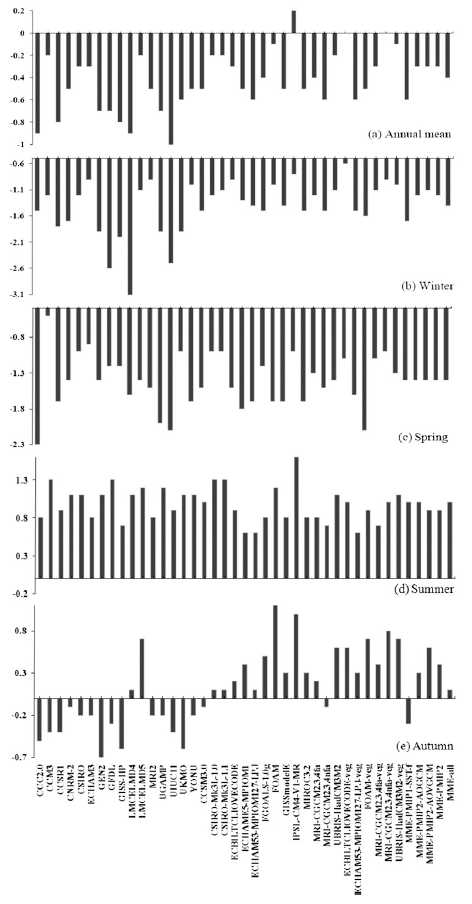 0.2
0
-0.2
-0.4
-0.6
-0.8
-1
(a) Annual mean
-0.6
-1.1
-1.6
-2.1
-2.6
-3.1
(b) Winter
-0.8
-1.3
-1.8
-2.3
(c) Spring
1.3
0.8
0.3
-0.2
(d) Summer
0.8
0.3
-0.2
-0.7
(e) Autumn
CCC2.0
CCM3
CCSR1
CNRM-2
CSIRO
ECHAM3
GEN2
GFDL
GISS-IIP
LMCELMD4
LMCELMD5
MRI2
UGAMP
UIUC11
UKMO
YONU
CCSM3.0
CSIRO-Mk3L-1.0
CSIRO-Mk3L-1.1
ECBILTCLIOVECODE
ECHAM5-MPIOM1
ECHAM53-MPIOM127-LPJ
FGOALS-1.0g
FOAM
GISSmodelE
IPSL-CM4-V1-MR
MIROC3.2
MRI-CGCM2.3.4fa
MRI-CGCM2.3.4nfa
UBRIS-HadCM3M2
ECBILTCLIOVECODE-veg
ECHAM53-MPIOM127-LPJ-veg
FOAM-veg
MRI-CGCM2.3.4fa-veg
MRI-CGCM2.3.4nfa-veg
UBRIS-HadCM3M2-veg
MME-PMIP1-SSTf
MME-PMIP2-AOGCM
MME-PMIP2-AOVGCM
MME-PMIP2
MME-all